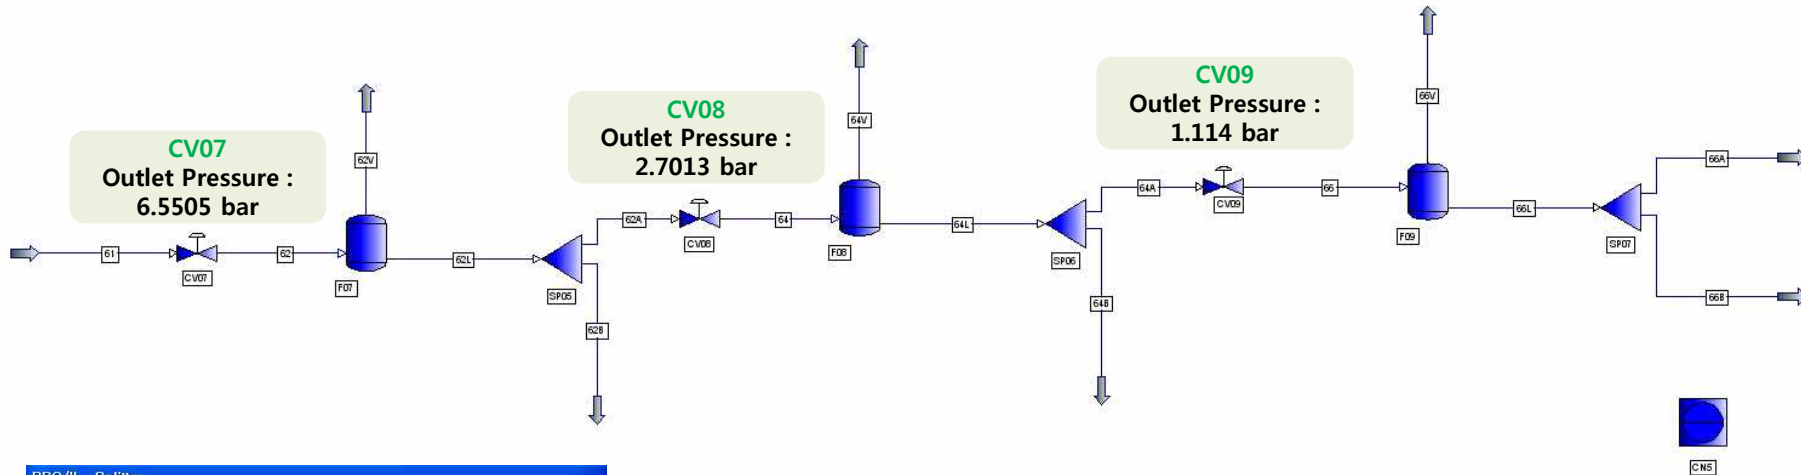 CV07
Outlet Pressure :
6.5505 bar
CV08
Outlet Pressure :
2.7013 bar
CV09
Outlet Pressure :
1.114 bar
61
CV07
62
62V
F07
62L
SP05
62A
62B
CV08
64
64V
F08
64L
SP06
64A
64B
CV09
66
66V
F09
66L
SP07
66A
66B
CN5